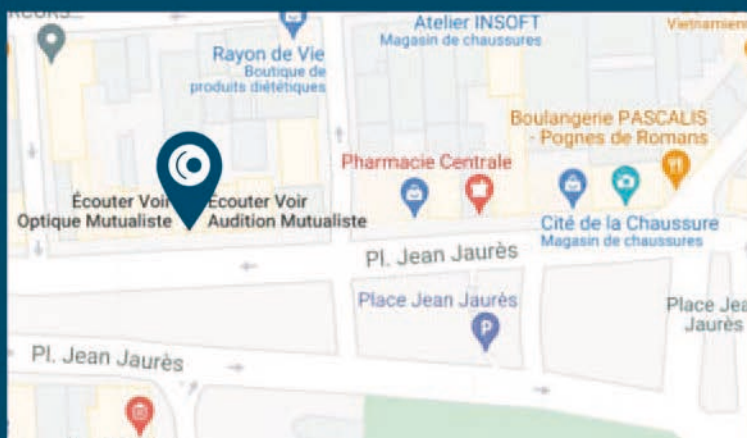 Atelier INSOFT
Magasin de chaussures
Rayon de Vie
Boutique de
produits diététiques
Boulangerie PASCALIS
- Pognes de Romans
Pharmacie Centrale
Écouter Voir
Optique Mutualiste
Écouter Voir
Audition Mutualiste
Cité de la Chaussure
Magasin de chaussures
Pl. Jean Jaurès
Place Jean Jaurès
P
Place Jea
Jaurès
Pl. Jean Jaurès